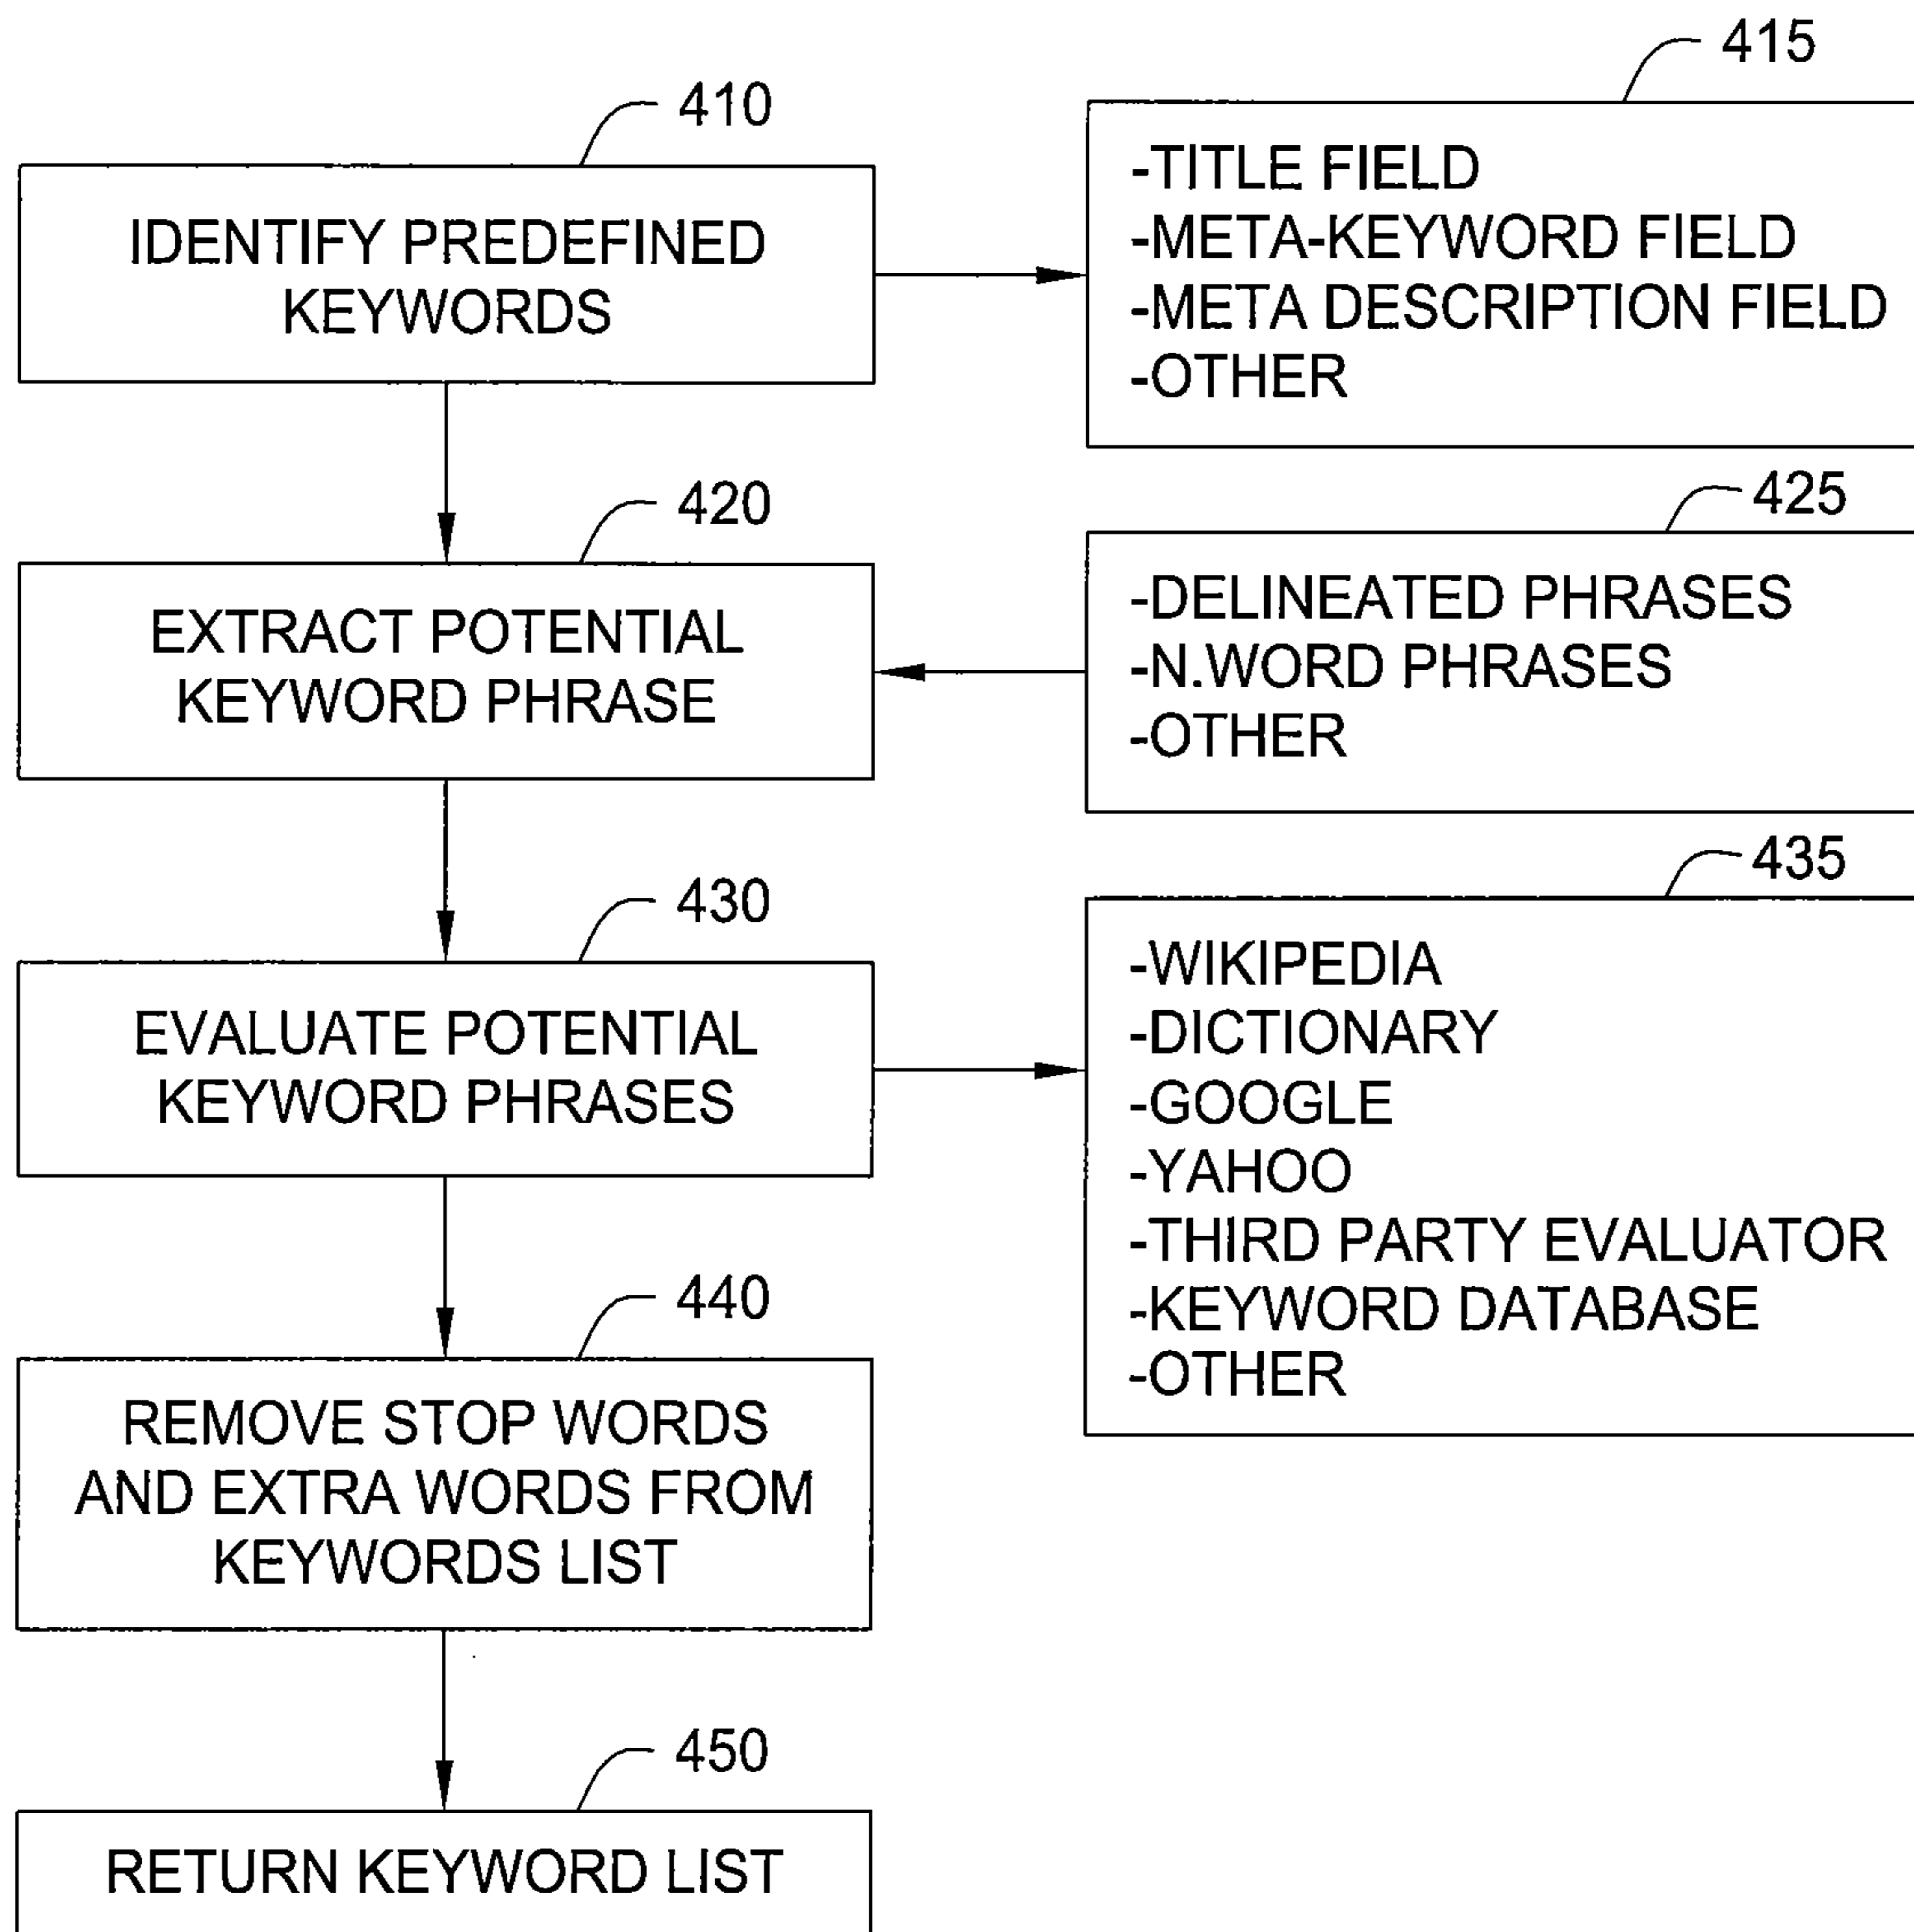 410
IDENTIFY PREDEFINED
KEYWORDS
415
-TITLE FIELD
-META-KEYWORD FIELD
-META DESCRIPTION FIELD
-OTHER
420
EXTRACT POTENTIAL
KEYWORD PHRASE
425
-DELINEATED PHRASES
-N.WORD PHRASES
-OTHER
430
EVALUATE POTENTIAL
KEYWORD PHRASES
435
-WIKIPEDIA
-DICTIONARY
-GOOGLE
-YAHOO
-THIRD PARTY EVALUATOR
-KEYWORD DATABASE
-OTHER
440
REMOVE STOP WORDS
AND EXTRA WORDS FROM
KEYWORDS LIST
450
RETURN KEYWORD LIST